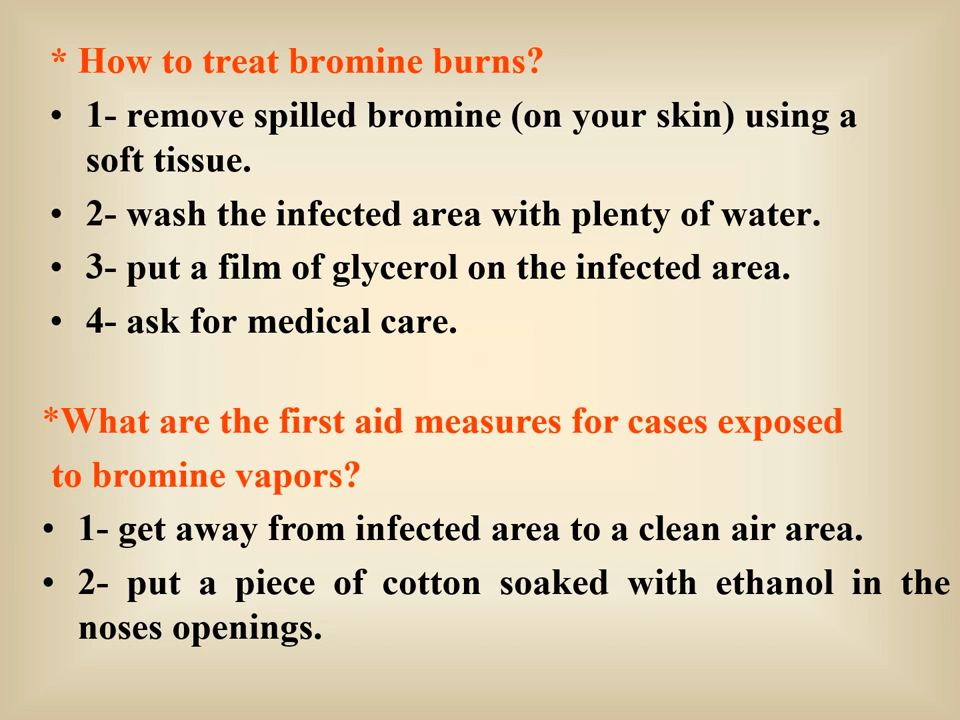 * How to treat bromine burns?
• 1- remove spilled bromine (on your skin) using a
soft tissue.
• 2- wash the infected area with plenty of water.
• 3- put a film of glycerol on the infected area.
• 4- ask for medical care.
*What are the first aid measures for cases exposed
to bromine vapors?
• 1- get away from infected area to a clean air area.
• 2- put a piece of cotton soaked with ethanol in the
noses openings.